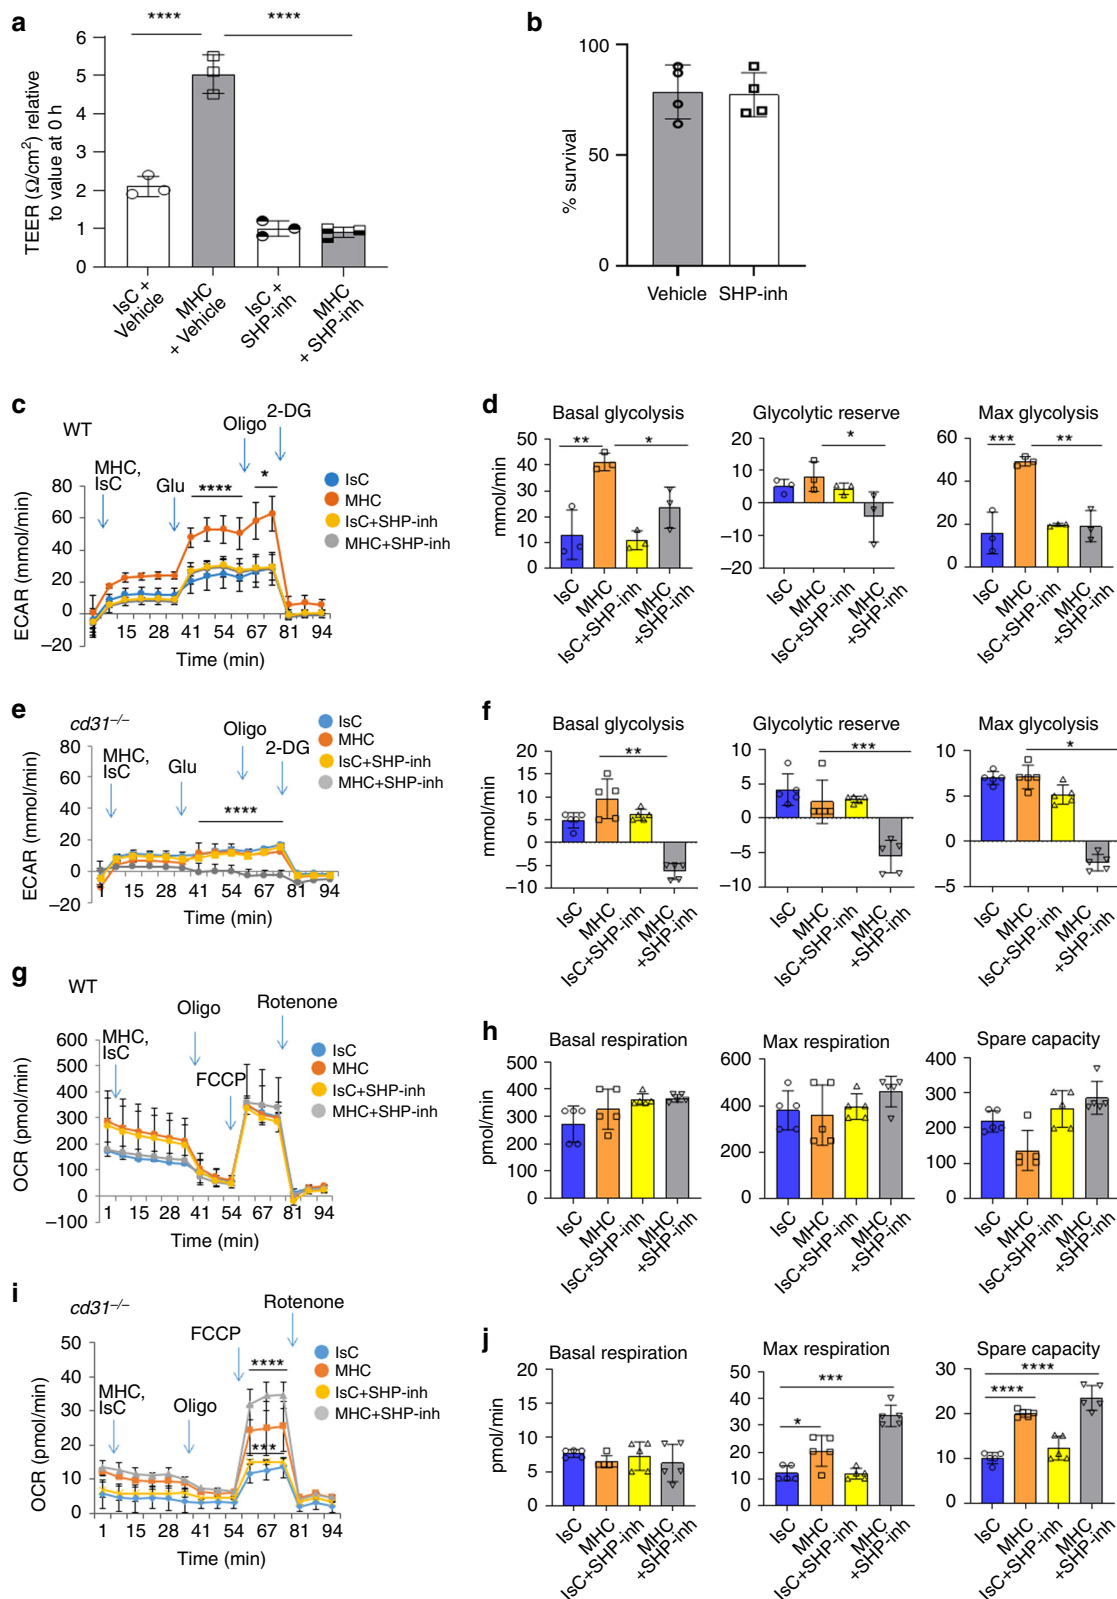 a
****
****
TEER (Ω/cm²) relative
to value at 0 h
6
5
4
3
2
1
0
IsC +
Vehicle
MHC
+ Vehicle
IsC +
SHP-inh
MHC
+ SHP-inh
b
% survival
100
50
0
Vehicle
SHP-inh
c
WT
MHC,
IsC
Glu
Oligo
2-DG
****
*
IsC
MHC
IsC+SHP-inh
MHC+SHP-inh
ECAR (mmol/min)
80
60
40
20
0
–20
15 28 41 54 67 81 94
Time (min)
d
Basal glycolysis
mmol/min
50
40
30
20
10
0
**
*
IsC
MHC
IsC+SHP-inh
MHC
+SHP-inh
Glycolytic reserve
20
10
0
–10
–20
*
IsC
MHC
IsC+SHP-inh
MHC
+SHP-inh
Max glycolysis
60
40
20
0
***
**
IsC
MHC
IsC+SHP-inh
MHC
+SHP-inh
e
cd31–/–
MHC,
IsC
Glu
Oligo
2-DG
****
IsC
MHC
IsC+SHP-inh
MHC+SHP-inh
ECAR (mmol/min)
80
60
40
20
0
–20
1 15 28 41 54 67 81 94
Time (min)
f
Basal glycolysis
mmol/min
20
15
10
5
0
–5
–10
**
IsC
MHC
IsC+SHP-inh
MHC
+SHP-inh
Glycolytic reserve
10
5
0
–5
–10
***
IsC
MHC
IsC+SHP-inh
MHC
+SHP-inh
Max glycolysis
10
5
0
–5
*
IsC
MHC
IsC+SHP-inh
MHC
+SHP-inh
g
WT
MHC,
IsC
Oligo
FCCP
Rotenone
IsC
MHC
IsC+SHP-inh
MHC+SHP-inh
OCR (pmol/min)
600
500
400
300
200
100
0
–100
1 15 28 41 54 67 81 94
Time (min)
h
Basal respiration
pmol/min
500
400
300
200
100
0
IsC
MHC
IsC+SHP-inh
MHC
+SHP-inh
Max respiration
600
400
200
0
IsC
MHC
IsC+SHP-inh
MHC
+SHP-inh
Spare capacity
400
300
200
100
0
IsC
MHC
IsC+SHP-inh
MHC
+SHP-inh
i
cd31–/–
MHC,
IsC
Oligo
FCCP
Rotenone
****
***
IsC
MHC
IsC+SHP-inh
MHC+SHP-inh
OCR (pmol/min)
50
40
30
20
10
0
1 15 28 41 54 67 81 94
Time (min)
j
Basal respiration
pmol/min
20
15
10
5
0
IsC
MHC
IsC+SHP-inh
MHC
+SHP-inh
Max respiration
50
40
30
20
10
0
***
*
IsC
MHC
IsC+SHP-inh
MHC
+SHP-inh
Spare capacity
30
20
10
0
****
****
IsC
MHC
IsC+SHP-inh
MHC
+SHP-inh